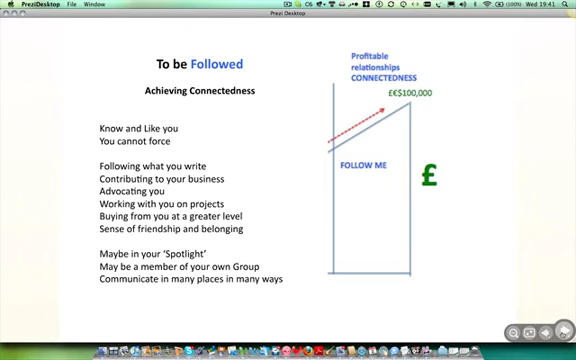 PreziDesktop File Window
(100%) Wed 19:41
PreziDesktop
To be Followed
Achieving Connectedness
Know and Like you
You cannot force
Following what you write
Contributing to your business
Advocating you
Working with you on projects
Buying from you at a greater level
Sense of friendship and belonging
Maybe in your ‘Spotlight’
May be a member of your own Group
Communicate in many places in many ways
Profitable
relationships
CONNECTEDNESS
£€$100,000
FOLLOW ME
£